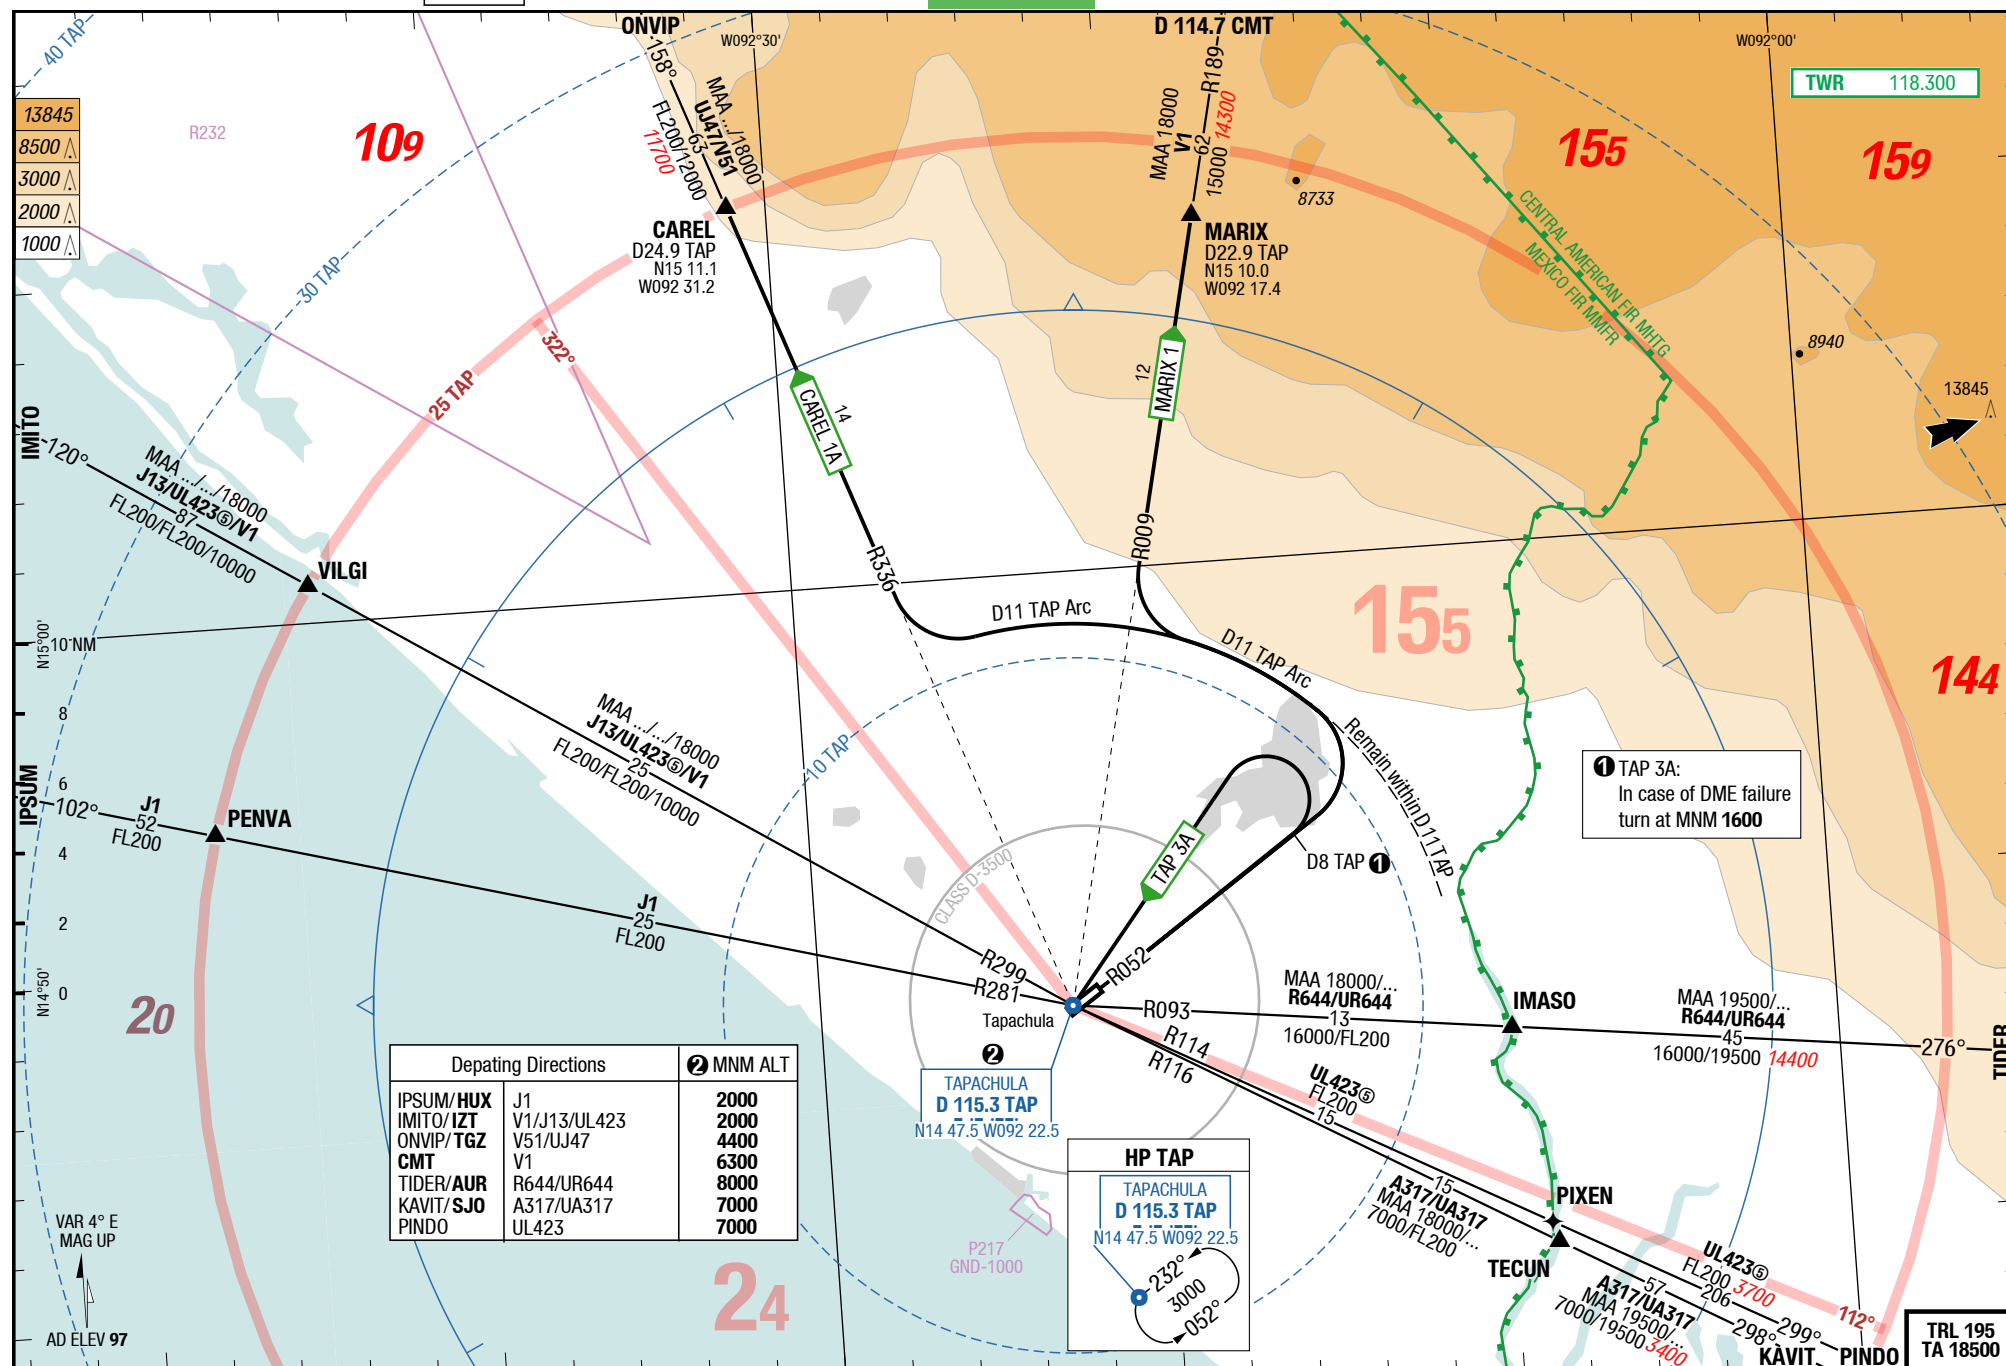 ONVIP
D 114.7 CMT
W092°30'
W092°00'
TWR 118.300
40 TAP
158°
MAA .../18000
UJ47/V51
63
FL200/12000
11700
R189
MAA 18000
V1
62
15000 14300
13845
8500
3000
2000
1000
R232
109
155
159
8733
CAREL
D24.9 TAP
N15 11.1
W092 31.2
MARIX
D22.9 TAP
N15 10.0
W092 17.4
CENTRAL AMERICAN FIR MHTG
MEXICO FIR MMFR
30 TAP
322°
25 TAP
8940
13845
12
MARIX 1
14
CAREL 1A
IMITO
120°
MAA .../.../18000
J13/UL423⑤/V1
87
FL200/FL200/10000
VILGI
R336
R009
D11 TAP Arc
D11 TAP Arc
155
144
N15°00'
10 NM
8
6
4
2
0
N14°50'
MAA .../.../18000
J13/UL423⑤/V1
25
FL200/FL200/10000
10 TAP
Remain within D11 TAP
❶ TAP 3A:
In case of DME failure
turn at MNM 1600
IPSUM
102°
J1
52
FL200
PENVA
TAP 3A
D8 TAP ❶
CLASS D-3500
J1
25
FL200
R299
R281
R052
20
Tapachula
R093
MAA 18000/...
R644/UR644
13
16000/FL200
IMASO
MAA 19500/...
R644/UR644
45
16000/19500 14400
276°
TIDER
R114
R116
❷
TAPACHULA
D 115.3 TAP
N14 47.5 W092 22.5
UL423⑤
FL200
15
Depating Directions ❷ MNM ALT
IPSUM/HUX J1 2000
IMITO/IZT V1/J13/UL423 2000
ONVIP/TGZ V51/UJ47 4400
CMT V1 6300
TIDER/AUR R644/UR644 8000
KAVIT/SJO A317/UA317 7000
PINDO UL423 7000
HP TAP
TAPACHULA
D 115.3 TAP
N14 47.5 W092 22.5
232°
3000
052°
15
A317/UA317
MAA 18000/...
7000/FL200
PIXEN
TECUN
UL423⑤
FL200 3700
206
299°
57
A317/UA317
MAA 19500/...
7000/19500 3400
298°
112°
KÀVIT
PINDO
VAR 4° E
MAG UP
AD ELEV 97
24
P217
GND-1000
TRL 195
TA 18500